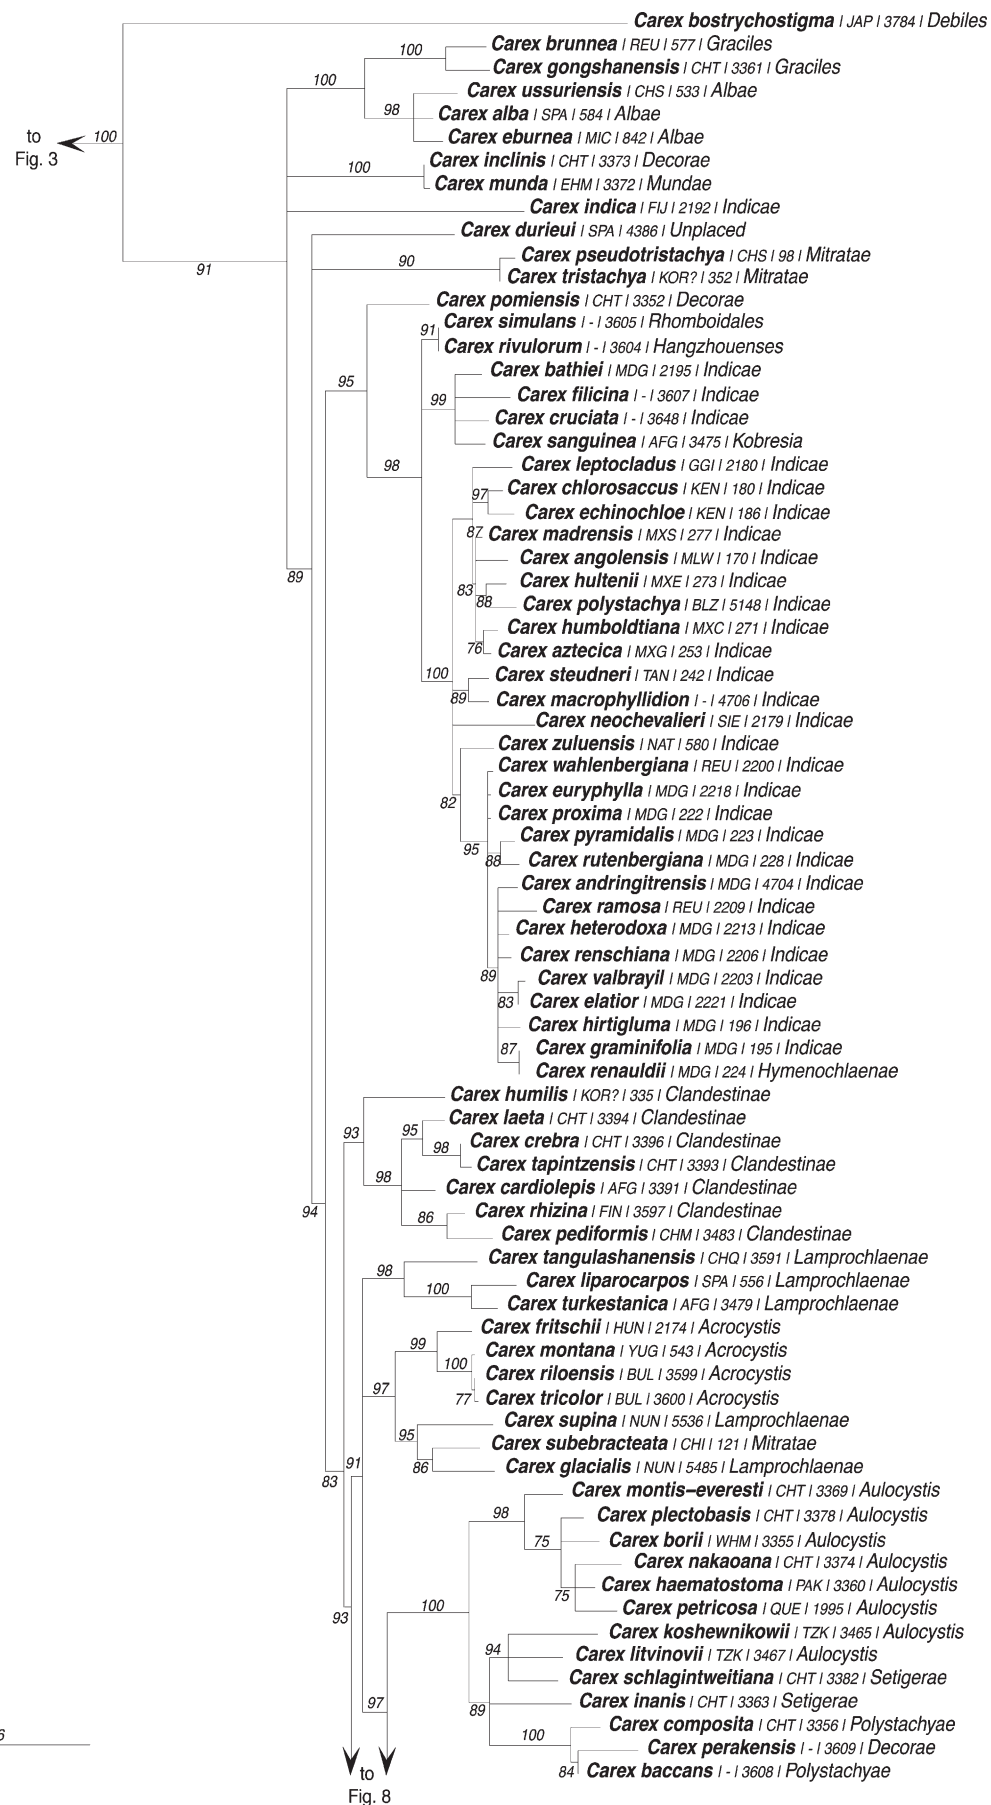 Carex bostrychostigma | JAP | 3784 | Debiles
Carex brunnea | REU | 577 | Graciles
100
Carex gongshanensis | CHT | 3361 | Graciles
100
Carex ussuriensis | CHS | 533 | Albae
98
Carex alba | SPA | 584 | Albae
to
Fig. 3
100
Carex eburnea | MIC | 842 | Albae
Carex inclinis | CHT | 3373 | Decorae
100
Carex munda | EHM | 3372 | Mundae
Carex indica | FIJ | 2192 | Indicae
Carex durieui | SPA | 4386 | Unplaced
91
90
Carex pseudotristachya | CHS | 98 | Mitratae
Carex tristachya | KOR? | 352 | Mitratae
Carex pomiensis | CHT | 3352 | Decorae
Carex simulans | - | 3605 | Rhomboidales
91
Carex rivulorum | - | 3604 | Hangzhouenses
Carex bathiei | MDG | 2195 | Indicae
95
Carex filicina | - | 3607 | Indicae
99
Carex cruciata | - | 3648 | Indicae
Carex sanguinea | AFG | 3475 | Kobresia
98
Carex leptocladus | GGI | 2180 | Indicae
97
Carex chlorosaccus | KEN | 180 | Indicae
Carex echinochloe | KEN | 186 | Indicae
87
Carex madrensis | MXS | 277 | Indicae
Carex angolensis | MLW | 170 | Indicae
89
Carex hultenii | MXE | 273 | Indicae
83
88
Carex polystachya | BLZ | 5148 | Indicae
Carex humboldtiana | MXC | 271 | Indicae
76
Carex aztecica | MXG | 253 | Indicae
100
Carex steudneri | TAN | 242 | Indicae
89
Carex macrophyllidion | - | 4706 | Indicae
Carex neochevalieri | SIE | 2179 | Indicae
Carex zuluensis | NAT | 580 | Indicae
Carex wahlenbergiana | REU | 2200 | Indicae
Carex euryphylla | MDG | 2218 | Indicae
82
Carex proxima | MDG | 222 | Indicae
Carex pyramidalis | MDG | 223 | Indicae
95
88
Carex rutenbergiana | MDG | 228 | Indicae
Carex andringitrensis | MDG | 4704 | Indicae
Carex ramosa | REU | 2209 | Indicae
Carex heterodoxa | MDG | 2213 | Indicae
Carex renschiana | MDG | 2206 | Indicae
89
Carex valbrayil | MDG | 2203 | Indicae
83
Carex elatior | MDG | 2221 | Indicae
Carex hirtigluma | MDG | 196 | Indicae
87
Carex graminifolia | MDG | 195 | Indicae
Carex renauldii | MDG | 224 | Hymenochlaenae
Carex humilis | KOR? | 335 | Clandestinae
Carex laeta | CHT | 3394 | Clandestinae
93
95
Carex crebra | CHT | 3396 | Clandestinae
98
Carex tapintzensis | CHT | 3393 | Clandestinae
98
Carex cardiolepis | AFG | 3391 | Clandestinae
94
Carex rhizina | FIN | 3597 | Clandestinae
86
Carex pediformis | CHM | 3483 | Clandestinae
Carex tangulashanensis | CHQ | 3591 | Lamprochlaenae
98
Carex liparocarpos | SPA | 556 | Lamprochlaenae
100
Carex turkestanica | AFG | 3479 | Lamprochlaenae
Carex fritschii | HUN | 2174 | Acrocystis
99
Carex montana | YUG | 543 | Acrocystis
100
Carex riloensis | BUL | 3599 | Acrocystis
97
77
Carex tricolor | BUL | 3600 | Acrocystis
Carex supina | NUN | 5536 | Lamprochlaenae
95
Carex subebracteata | CHI | 121 | Mitratae
91
86
Carex glacialis | NUN | 5485 | Lamprochlaenae
83
Carex montis–everesti | CHT | 3369 | Aulocystis
98
Carex plectobasis | CHT | 3378 | Aulocystis
75
Carex borii | WHM | 3355 | Aulocystis
Carex nakaoana | CHT | 3374 | Aulocystis
Carex haematostoma | PAK | 3360 | Aulocystis
75
Carex petricosa | QUE | 1995 | Aulocystis
93
100
Carex koshewnikowii | TZK | 3465 | Aulocystis
94
Carex litvinovii | TZK | 3467 | Aulocystis
Carex schlagintweitiana | CHT | 3382 | Setigerae
97
Carex inanis | CHT | 3363 | Setigerae
89
Carex composita | CHT | 3356 | Polystachyae
6
100
Carex perakensis | - | 3609 | Decorae
84
Carex baccans | - | 3608 | Polystachyae
to
Fig. 8